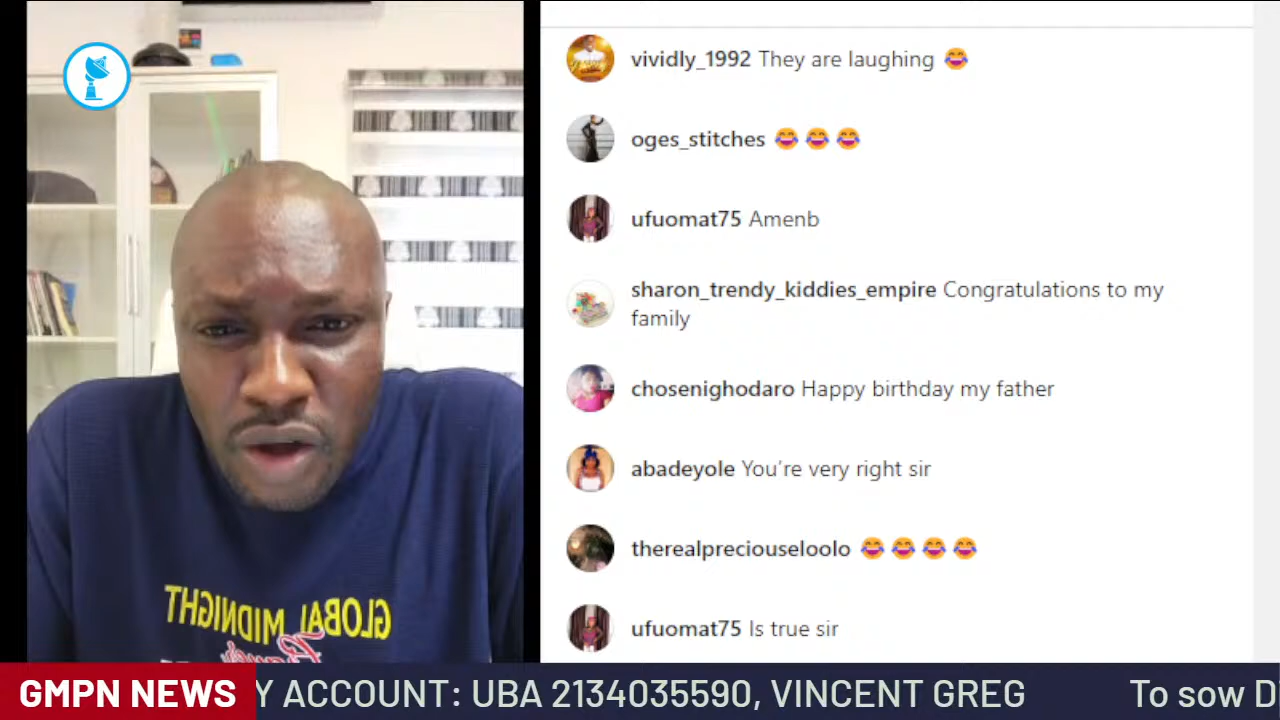 vividly_1992 They are laughing 😂
oges_stitches 😂 😂 😂
ufuomat75 Amenb
sharon_trendy_kiddies_empire Congratulations to my
family
chosenighodaro Happy birthday my father
abadeyole You're very right sir
therealpreciouseloolo 😂 😂 😂 😂
ufuomat75 Is true sir
GLOBAL MIDNIGHT
GMPN NEWS Y ACCOUNT: UBA 2134035590, VINCENT GREG To sow D